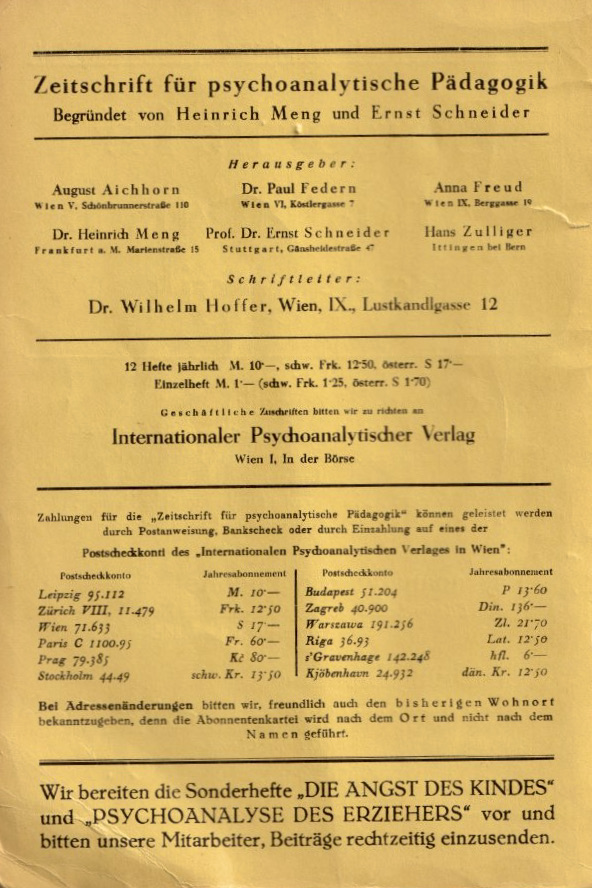 Zeitschrift für psychoanalytische Pädagogik
Begründet von Heinrich Meng und Ernst Schneider
Herausgeber:
August Aichhorn Dr. Paul Federn Anna Freud
Wien V, Schönbrunnerstraße 110 Wien VI, Köstlergasse 7 Wien IX, Berggasse 19
Dr. Heinrich Meng Prof. Dr. Ernst Schneider Hans Zulliger
Frankfurt a. M. Marienstraße 15 Stuttgart, Gänsheidestraße 47 Ittingen bei Bern
Schriftleiter:
Dr. Wilhelm Hoffer, Wien, IX., Lustkandlgasse 12
12 Hefte jährlich M. 10·—, schw. Frk. 12·50, österr. S 17·—
Einzelheft M. 1·— (schw. Frk. 1·25, österr. S 1·70)
Geschäftliche Zuschriften bitten wir zu richten an
Internationaler Psychoanalytischer Verlag
Wien I, In der Börse
Zahlungen für die „Zeitschrift für psychoanalytische Pädagogik“ können geleistet werden
durch Postanweisung, Bankscheck oder durch Einzahlung auf eines der
Postscheckkonti des „Internationalen Psychoanalytischen Verlages in Wien“:
Postscheckkonto Jahresabonnement Postscheckkonto Jahresabonnement
Leipzig 95.112 M. 10·— Budapest 51.204 P 13·60
Zürich VIII, 11.479 Frk. 12·50 Zagreb 40.900 Din. 136·—
Wien 71.633 S 17·— Warszawa 191.256 Zl. 21·70
Paris C 1100.95 Fr. 60·— Riga 36.93 Lat. 12·50
Prag 79.385 Kč 80·— s'Gravenhage 142.248 hfl. 6·—
Stockholm 44.49 schw. Kr. 13·50 Kjöbenhavn 24.932 dän. Kr. 12·50
Bei Adressenänderungen bitten wir, freundlich auch den bisherigen Wohnort
bekanntzugeben, denn die Abonnentenkartei wird nach dem Ort und nicht nach dem
Namen geführt.
Wir bereiten die Sonderhefte „DIE ANGST DES KINDES“
und „PSYCHOANALYSE DES ERZIEHERS“ vor und
bitten unsere Mitarbeiter, Beiträge rechtzeitig einzusenden.